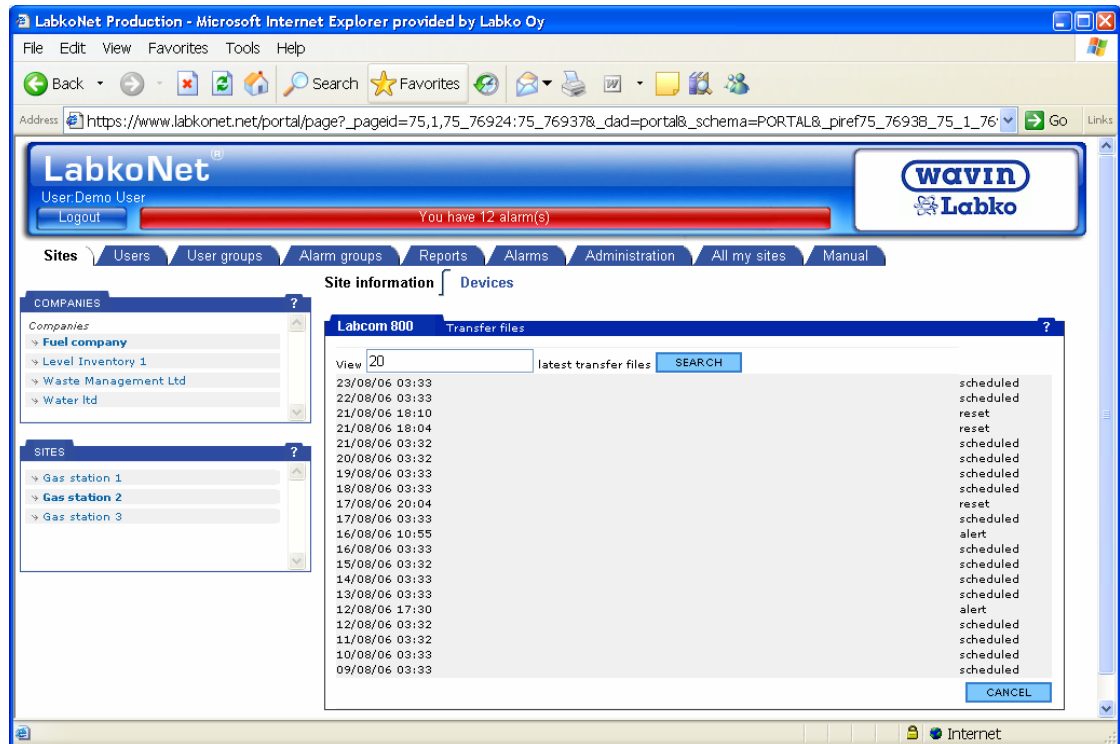 LabkoNet Production - Microsoft Internet Explorer provided by Labko Oy
File Edit View Favorites Tools Help
Back Search Favorites
Address https://www.labkonet.net/portal/page?_pageid=75,1,75_76924:75_76937&_dad=portal&_schema=PORTAL&_piref75_76938_75_1_76 Go Links
LabkoNet®
wavin
Labko
User:Demo User
Logout You have 12 alarm(s)
Sites Users User groups Alarm groups Reports Alarms Administration All my sites Manual
Site information Devices
COMPANIES ?
Companies
Fuel company
Level Inventory 1
Waste Management Ltd
Water ltd
SITES ?
Gas station 1
Gas station 2
Gas station 3
Labcom 800 Transfer files ?
View 20 latest transfer files SEARCH
23/08/06 03:33 scheduled
22/08/06 03:33 scheduled
21/08/06 18:10 reset
21/08/06 18:04 reset
21/08/06 03:32 scheduled
20/08/06 03:32 scheduled
19/08/06 03:33 scheduled
18/08/06 03:33 scheduled
17/08/06 20:04 reset
17/08/06 03:33 scheduled
16/08/06 10:55 alert
16/08/06 03:33 scheduled
15/08/06 03:32 scheduled
14/08/06 03:33 scheduled
13/08/06 03:33 scheduled
12/08/06 17:30 alert
12/08/06 03:32 scheduled
11/08/06 03:32 scheduled
10/08/06 03:33 scheduled
09/08/06 03:33 scheduled
CANCEL
Internet